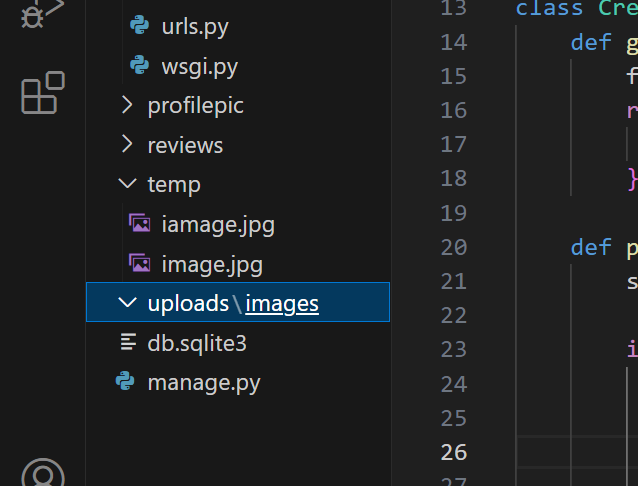 urls.py
wsgi.py
profilepic
reviews
temp
iamage.jpg
image.jpg
uploads\images
db.sqlite3
manage.py
13 class Cre
14 def g
15 f
16 r
17
18 }
19
20 def p
21 s
22
23 i
24
25
26
27